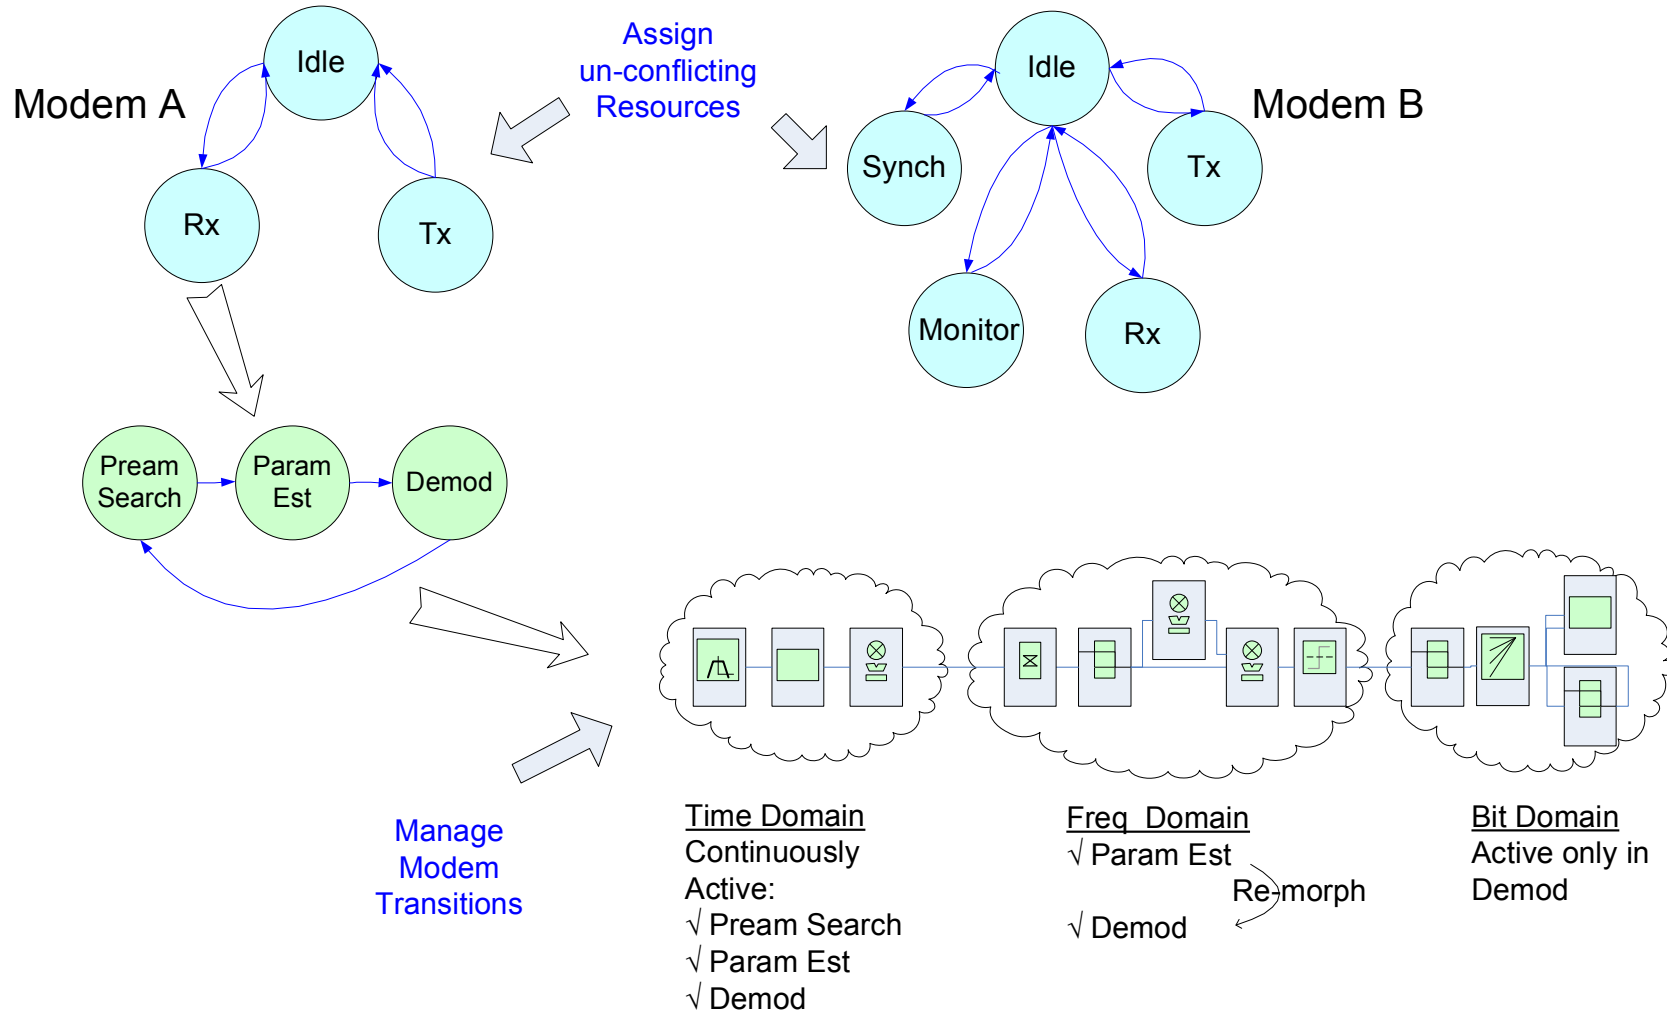 Modem A
Idle
Rx
Tx
Assign
un-conflicting
Resources
Idle
Modem B
Synch
Tx
Monitor
Rx
Pream
Search
Param
Est
Demod
Manage
Modem
Transitions
Time Domain
Continuously
Active:
√ Pream Search
√ Param Est
√ Demod
Freq Domain
√ Param Est
Re-morph
√ Demod
Bit Domain
Active only in
Demod